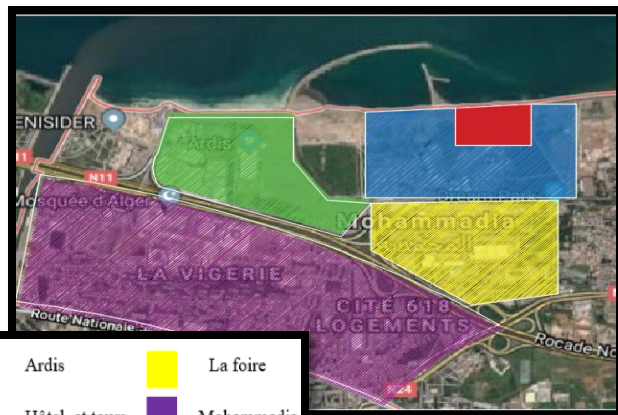 ENISIDER
Ardis
N11
Mosquée d'Alger
Mohammadia
LA VIGERIE
CITÉ 618
LOGEMENTS
Route Nationale
Rocade No
N24
Ardis
La foire
Hôtel et tours
Mohammadia